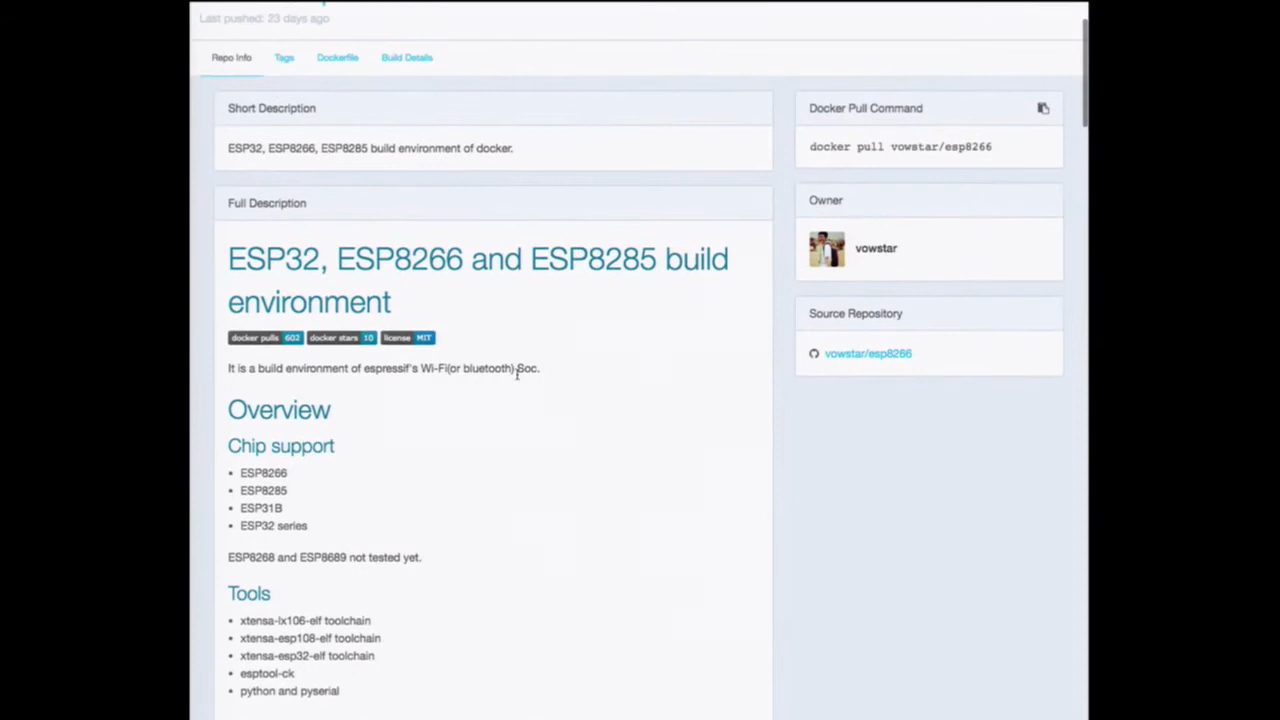 Last pushed: 23 days ago
Repo Info Tags Dockerfile Build Details
Short Description
ESP32, ESP8266, ESP8285 build environment of docker.
Full Description
ESP32, ESP8266 and ESP8285 build
environment
docker pulls 602 docker stars 10 license MIT
It is a build environment of espressif's Wi-Fi(or bluetooth) Soc.
Overview
Chip support
• ESP8266
• ESP8285
• ESP31B
• ESP32 series
ESP8268 and ESP8689 not tested yet.
Tools
• xtensa-lx106-elf toolchain
• xtensa-esp108-elf toolchain
• xtensa-esp32-elf toolchain
• esptool-ck
• python and pyserial
Docker Pull Command
docker pull vowstar/esp8266
Owner
vowstar
Source Repository
vowstar/esp8266